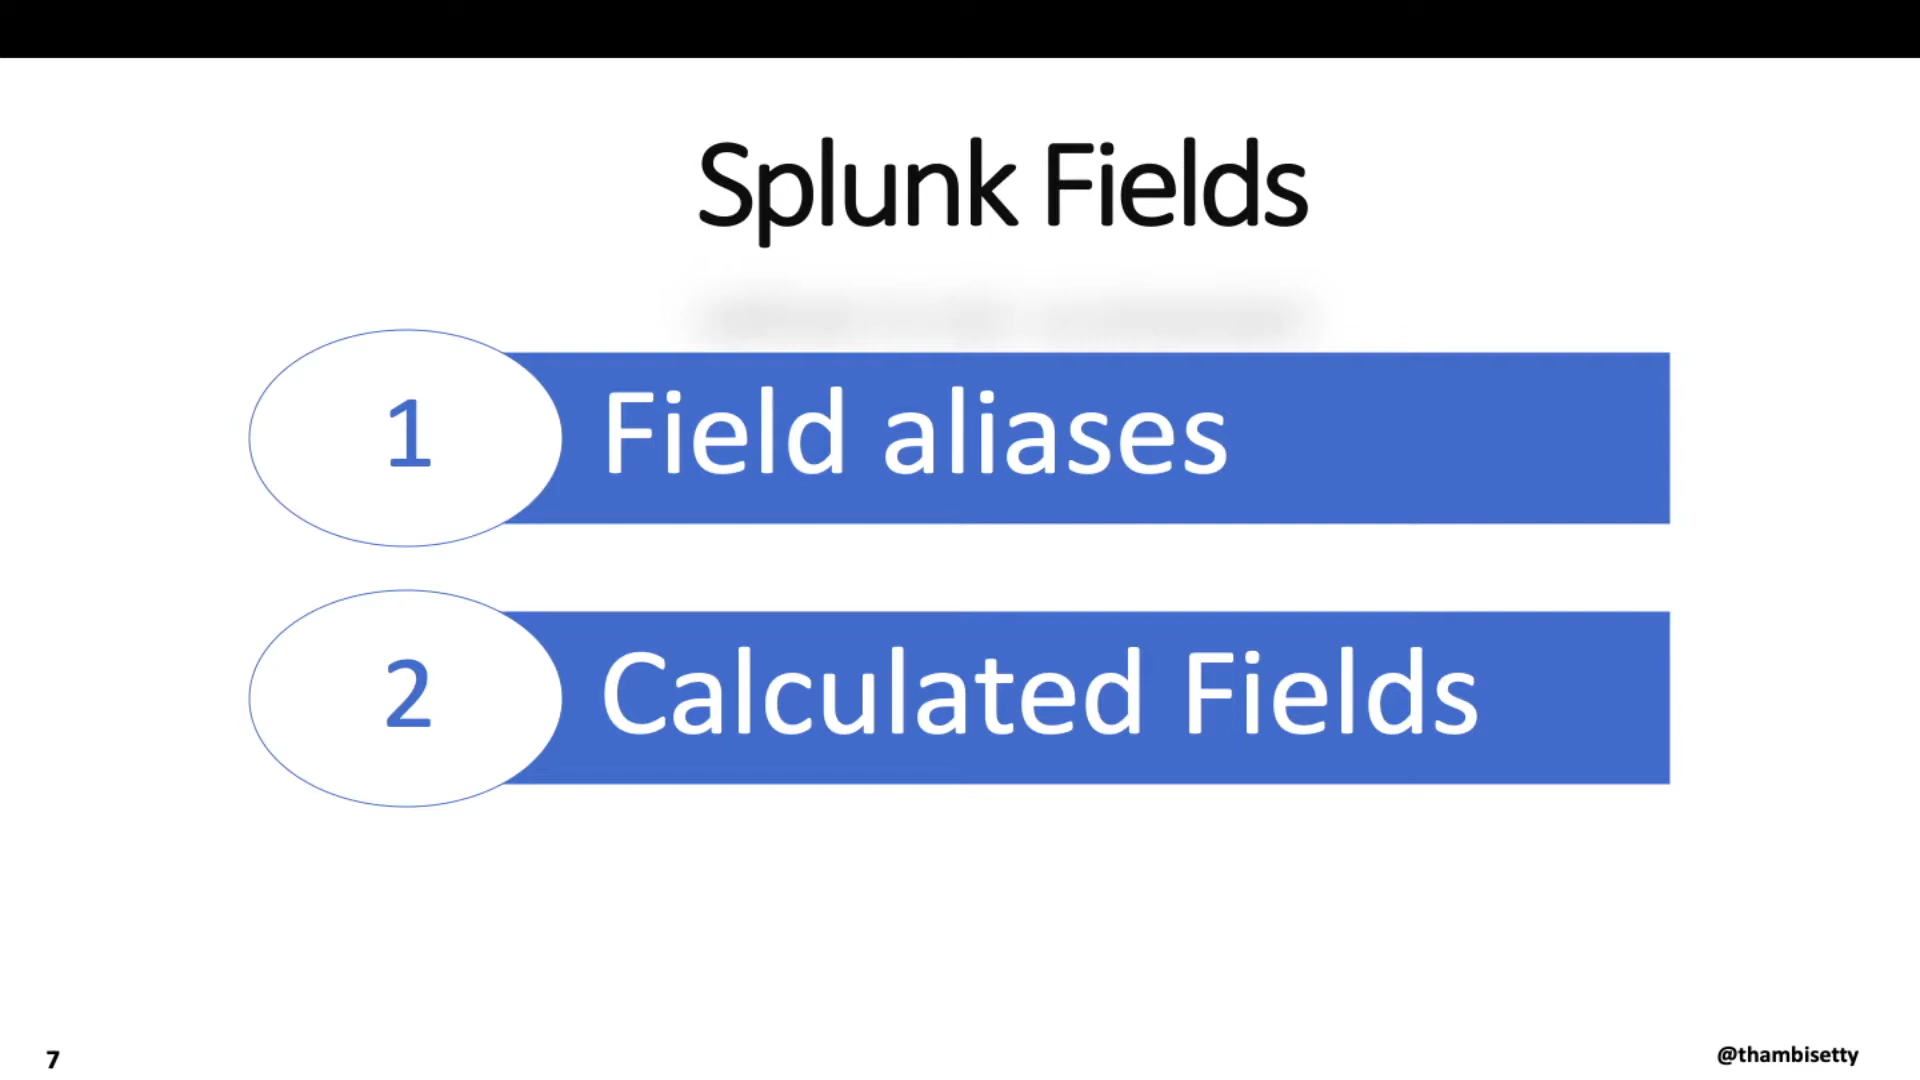 Splunk Fields
1
Field aliases
2
Calculated Fields
7
@thambisetty